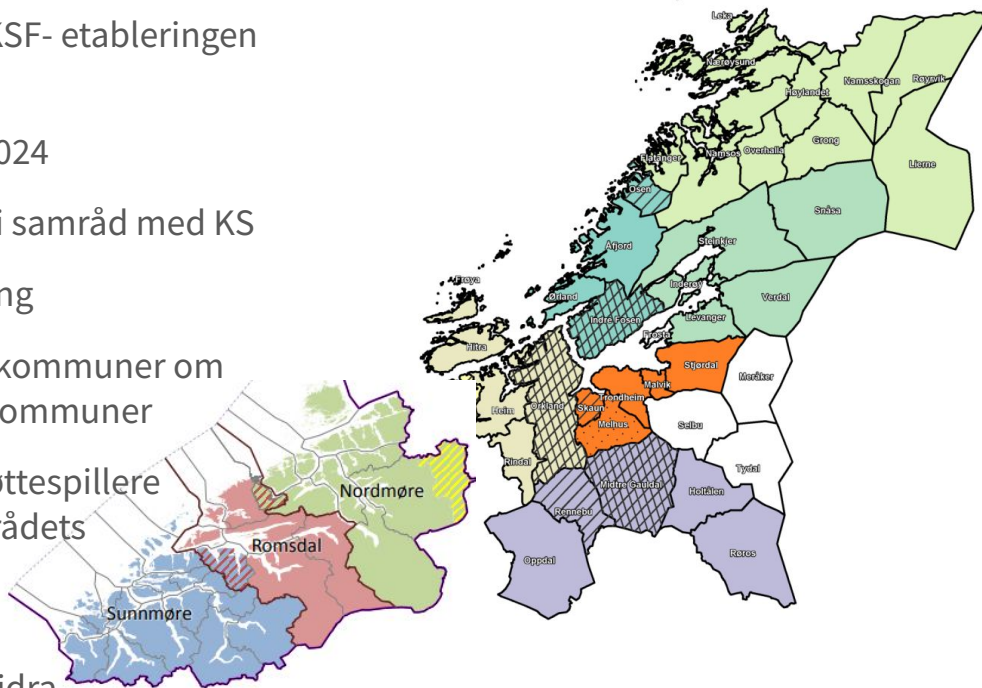 KSF- etableringen
024
i samråd med KS
ng
kommuner om
ommuner
øttespillere
rådets
idra
Leka
Nærøysund
Namsskogan
Røyrvik
Høylandet
Grong
Flatanger
Namsos
Overhalla
Lierne
Osen
Snåsa
Åfjord
Steinkjer
Frøya
Inderøy
Ørland
Verdal
Indre Fosen
Levanger
Frosta
Hitra
Stjørdal
Meråker
Malvik
Trondheim
Heim
Orkland
Skaun
Melhus
Selbu
Rindal
Tydal
Midtre Gauldal
Holtålen
Rennebu
Oppdal
Røros
Nordmøre
Romsdal
Sunnmøre